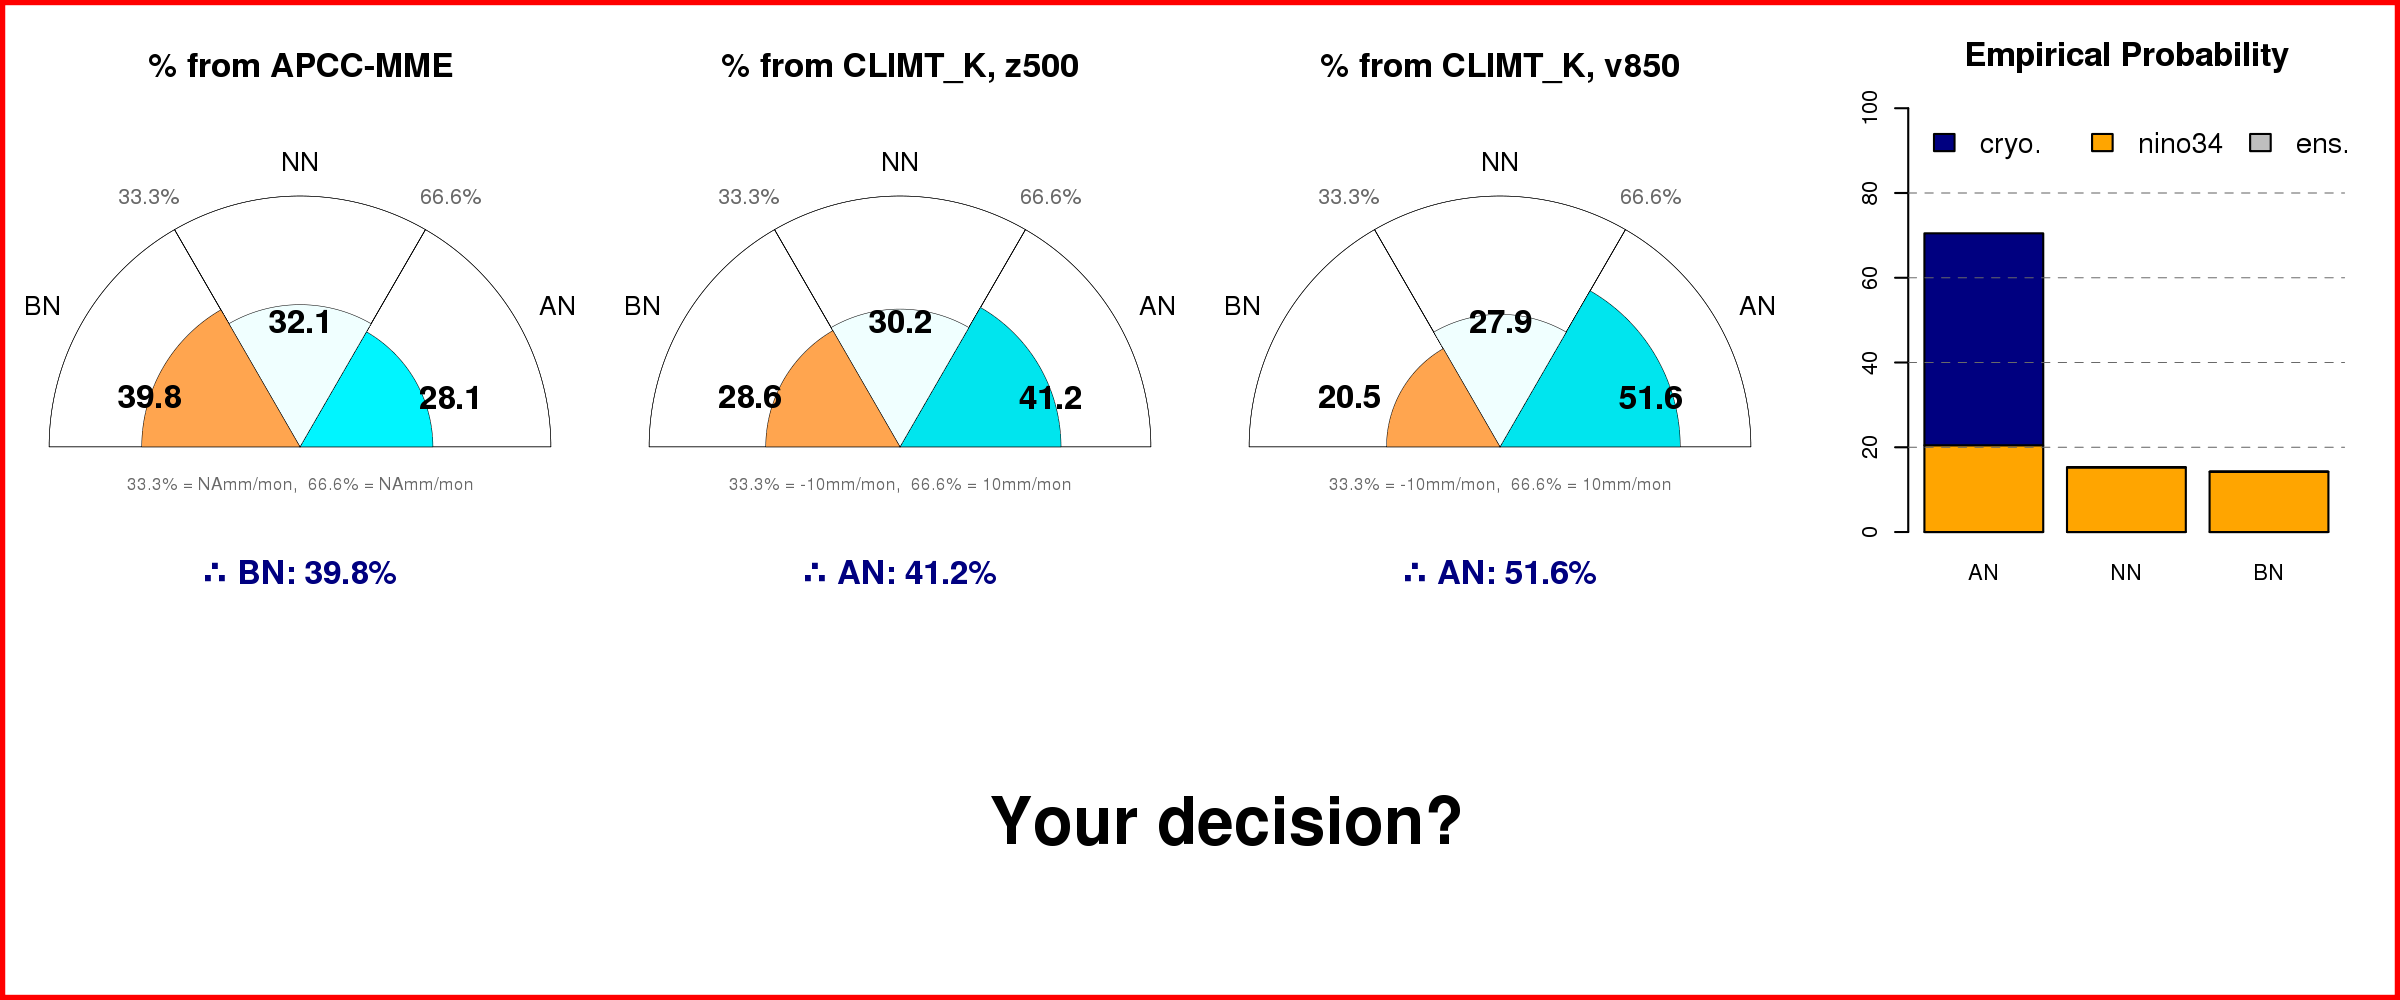 % from APCC-MME
NN
33.3%
66.6%
BN
AN
32.1
39.8
28.1
33.3% = NAmm/mon, 66.6% = NAmm/mon
∴ BN: 39.8%
% from CLIMT_K, z500
NN
33.3%
66.6%
BN
AN
30.2
28.6
41.2
33.3% = -10mm/mon, 66.6% = 10mm/mon
∴ AN: 41.2%
% from CLIMT_K, v850
NN
33.3%
66.6%
BN
AN
27.9
20.5
51.6
33.3% = -10mm/mon, 66.6% = 10mm/mon
∴ AN: 51.6%
Empirical Probability
cryo. nino34 ens.
100
80
60
40
20
0
AN NN BN
Your decision?